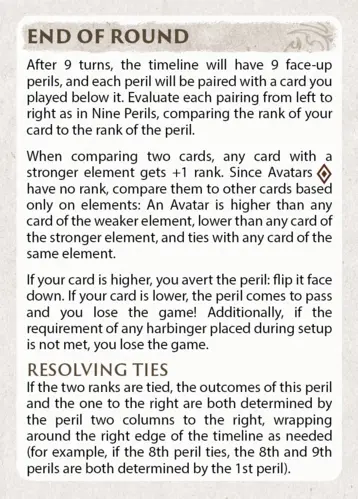 END OF ROUND
After 9 turns, the timeline will have 9 face-up
perils, and each peril will be paired with a card you
played below it. Evaluate each pairing from left to
right as in Nine Perils, comparing the rank of your
card to the rank of the peril.
When comparing two cards, any card with a
stronger element gets +1 rank. Since Avatars
have no rank, compare them to other cards based
only on elements: An Avatar is higher than any
card of the weaker element, lower than any card of
the stronger element, and ties with any card of the
same element.
If your card is higher, you avert the peril: flip it face
down. If your card is lower, the peril comes to pass
and you lose the game! Additionally, if the
requirement of any harbinger placed during setup
is not met, you lose the game.
RESOLVING TIES
If the two ranks are tied, the outcomes of this peril
and the one to the right are both determined by
the peril two columns to the right, wrapping
around the right edge of the timeline as needed
(for example, if the 8th peril ties, the 8th and 9th
perils are both determined by the 1st peril).